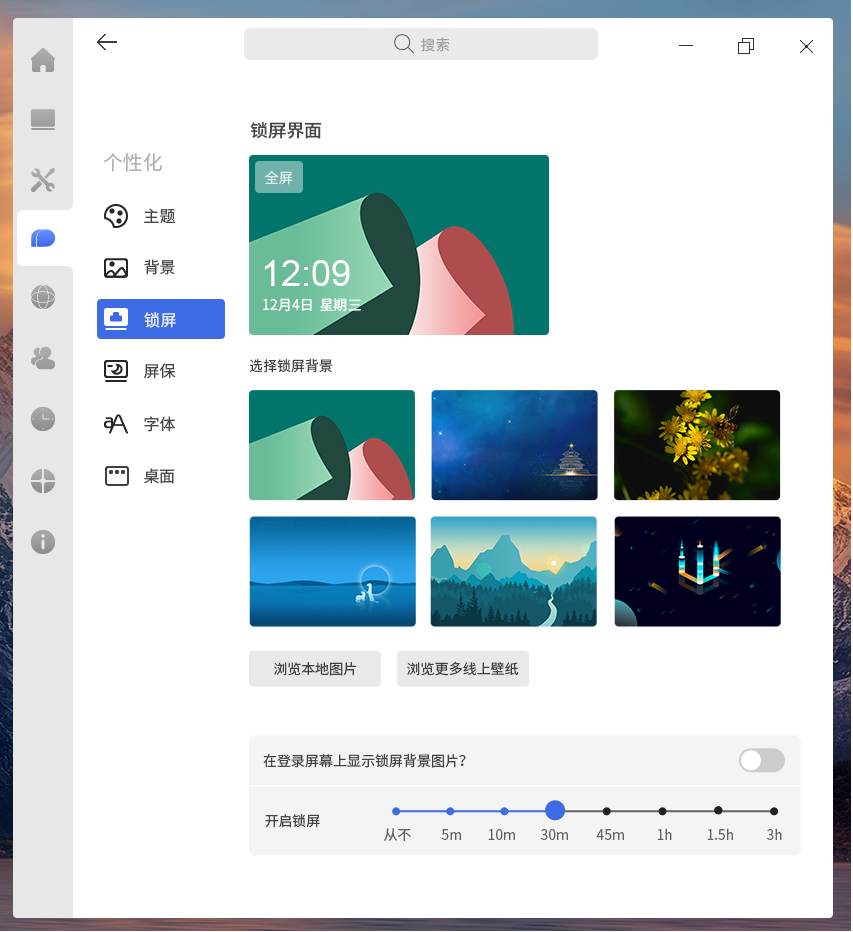 搜索
个性化
主题
背景
锁屏
屏保
字体
桌面
锁屏界面
全屏
12:09
12月4日 星期三
选择锁屏背景
浏览本地图片
浏览更多线上壁纸
在登录屏幕上显示锁屏背景图片?
开启锁屏
从不 5m 10m 30m 45m 1h 1.5h 3h